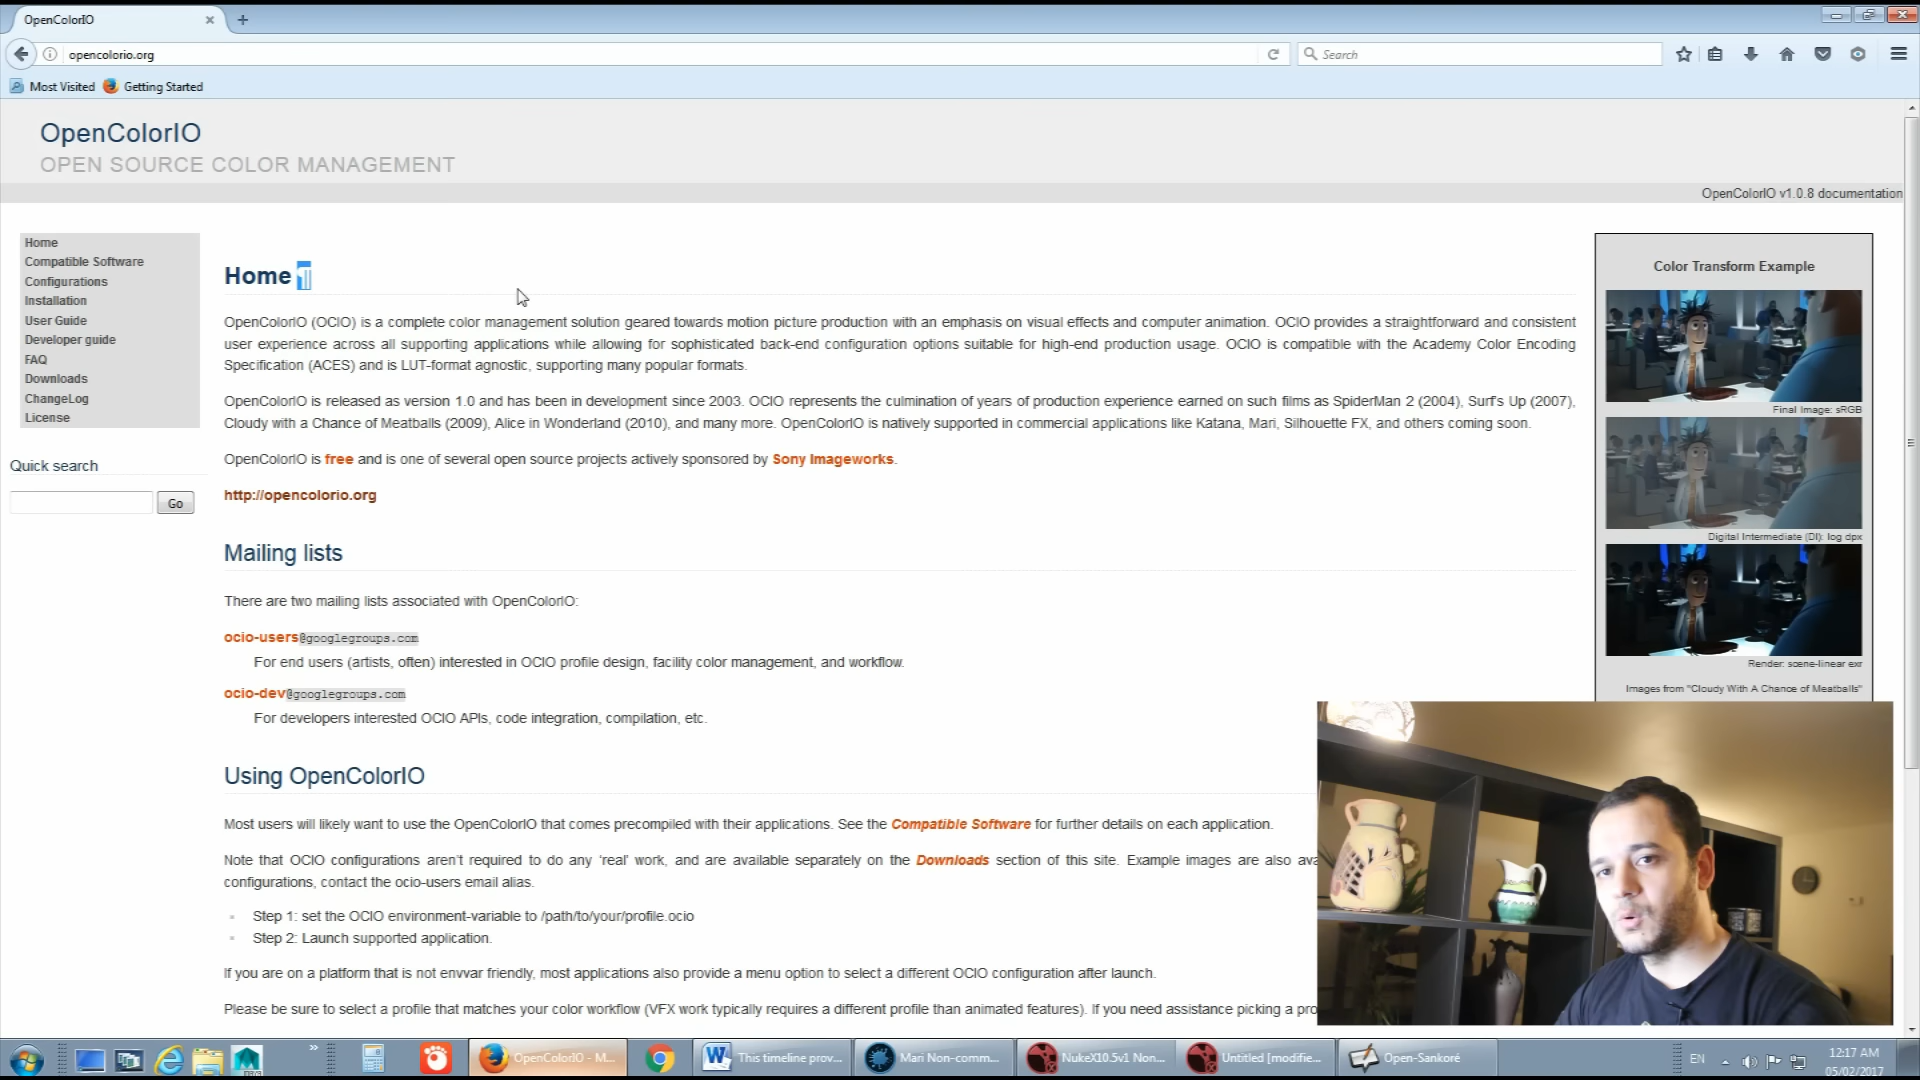 OpenColorIO
opencolorio.org
Search
Most Visited
Getting Started
OpenColorIO
OPEN SOURCE COLOR MANAGEMENT
OpenColorIO v1.0.8 documentation
Home
Compatible Software
Configurations
Installation
User Guide
Developer guide
FAQ
Downloads
ChangeLog
License
Quick search
Go
Home ¶
OpenColorIO (OCIO) is a complete color management solution geared towards motion picture production with an emphasis on visual effects and computer animation. OCIO provides a straightforward and consistent
user experience across all supporting applications while allowing for sophisticated back-end configuration options suitable for high-end production usage. OCIO is compatible with the Academy Color Encoding
Specification (ACES) and is LUT-format agnostic, supporting many popular formats.
OpenColorIO is released as version 1.0 and has been in development since 2003. OCIO represents the culmination of years of production experience earned on such films as SpiderMan 2 (2004), Surf's Up (2007),
Cloudy with a Chance of Meatballs (2009), Alice in Wonderland (2010), and many more. OpenColorIO is natively supported in commercial applications like Katana, Mari, Silhouette FX, and others coming soon.
OpenColorIO is free and is one of several open source projects actively sponsored by Sony Imageworks.
http://opencolorio.org
Mailing lists
There are two mailing lists associated with OpenColorIO:
ocio-users@googlegroups.com
For end users (artists, often) interested in OCIO profile design, facility color management, and workflow.
ocio-dev@googlegroups.com
For developers interested OCIO APIs, code integration, compilation, etc.
Using OpenColorIO
Most users will likely want to use the OpenColorIO that comes precompiled with their applications. See the Compatible Software for further details on each application.
Note that OCIO configurations aren't required to do any 'real' work, and are available separately on the Downloads section of this site. Example images are also ava
configurations, contact the ocio-users email alias.
Step 1: set the OCIO environment-variable to /path/to/your/profile.ocio
Step 2: Launch supported application.
If you are on a platform that is not envvar friendly, most applications also provide a menu option to select a different OCIO configuration after launch.
Please be sure to select a profile that matches your color workflow (VFX work typically requires a different profile than animated features). If you need assistance picking a pro
Color Transform Example
Final Image: sRGB
Digital Intermediate (DI): log dpx
Render: scene-linear exr
Images from "Cloudy With A Chance of Meatballs"
OpenColorIO - M...
This timeline prov...
Mari Non-comm...
NukeX10.5v1 Non...
Untitled [modifie...
Open-Sankoré
EN
12:17 AM
05/02/2017